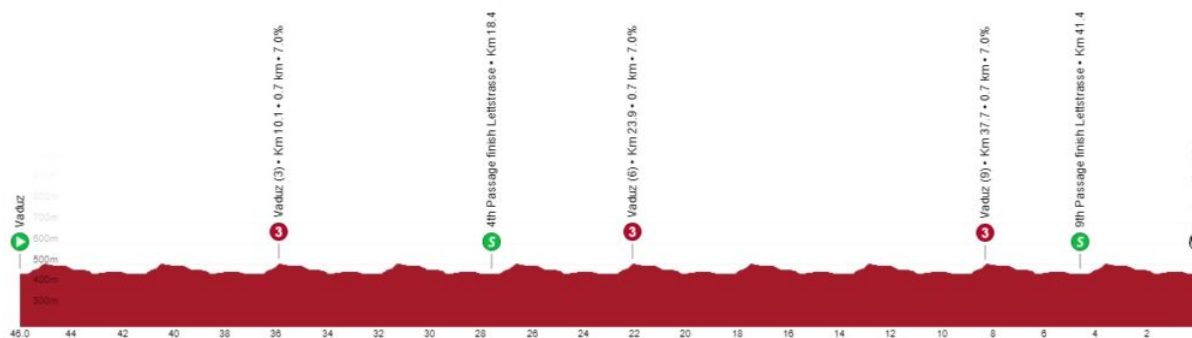 Vaduz
Vaduz (3) • Km 10.1 • 0.7 km • 7.0%
4th Passage finish Lettstrasse • Km 18.4
Vaduz (6) • Km 23.9 • 0.7 km • 7.0%
Vaduz (9) • Km 37.7 • 0.7 km • 7.0%
9th Passage finish Lettstrasse • Km 41.4
3
S
3
3
S
800m
700m
600m
500m
400m
300m
46.0 44 42 40 38 36 34 32 30 28 26 24 22 20 18 16 14 12 10 8 6 4 2